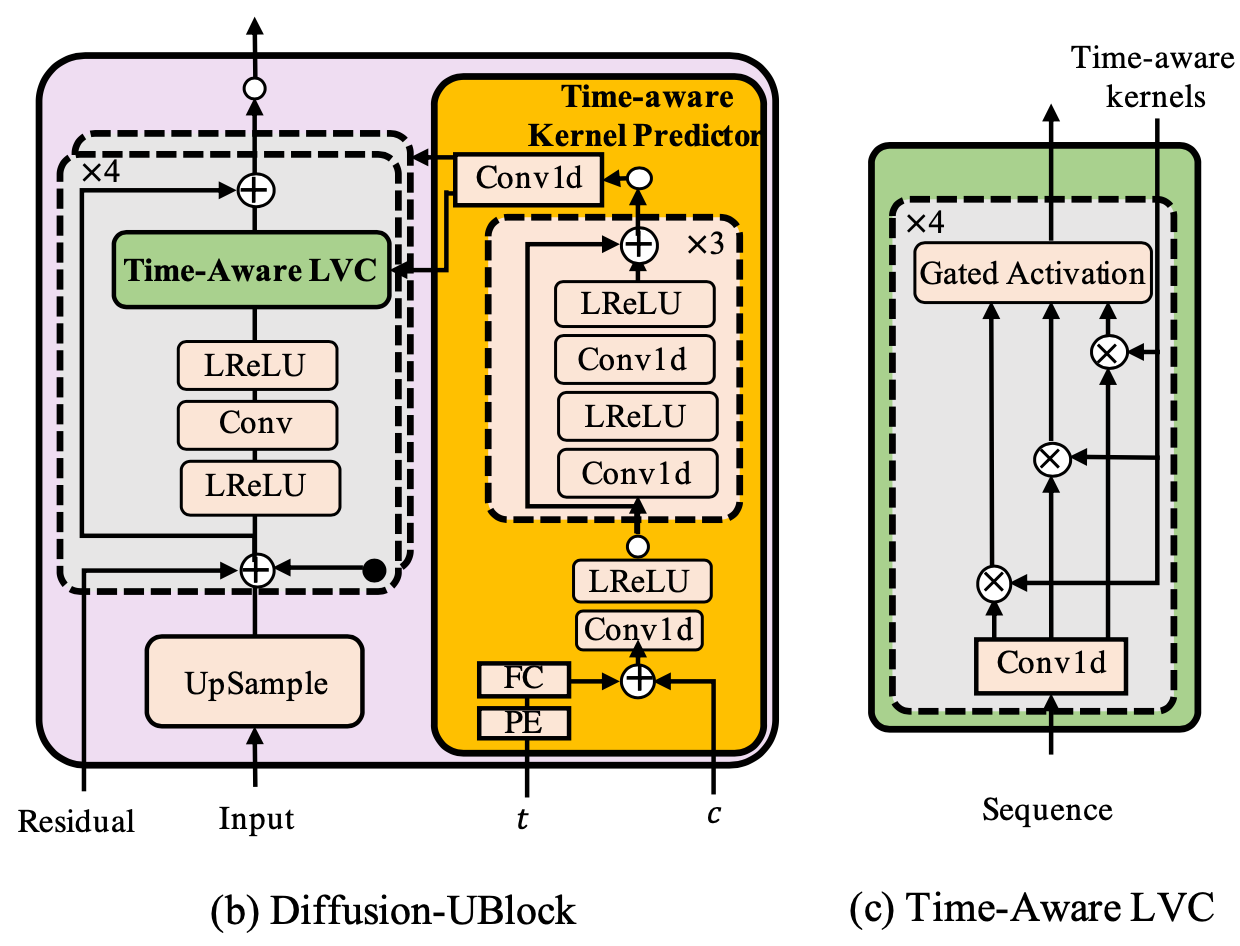 Time-aware
Kernel Predictor
×4
Conv1d
Time-Aware LVC
×3
LReLU
Conv1d
LReLU
Conv1d
LReLU
Conv
LReLU
LReLU
Conv1d
UpSample
FC
PE
Residual
Input
t
c
(b) Diffusion-UBlock
Time-aware
kernels
×4
Gated Activation
Conv1d
Sequence
(c) Time-Aware LVC